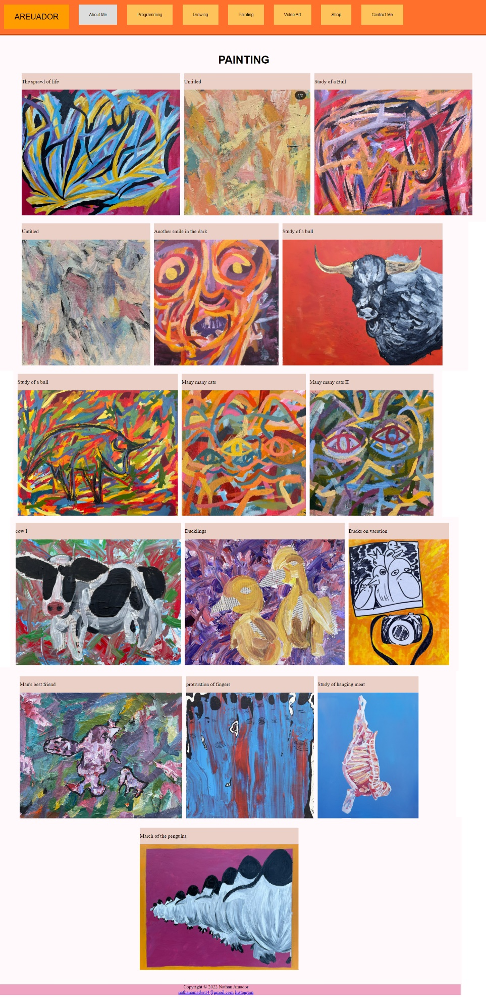 AREUADOR
About Me
Programming
Drawing
Painting
Video Art
Shop
Contact Me
PAINTING
The sprawl of life
Untitled
Study of a Bull
1/2
Untitled
Another smile in the dark
Study of a bull
Study of a bull
Many many cats
Many many cats II
cow I
Ducklings
Ducks on vacation
Man's best friend
protrustion of fingers
Study of hanging meat
March of the penguins
Copyright © 2022 Nathan Amador
nathanamador14@gmail.com Instagram